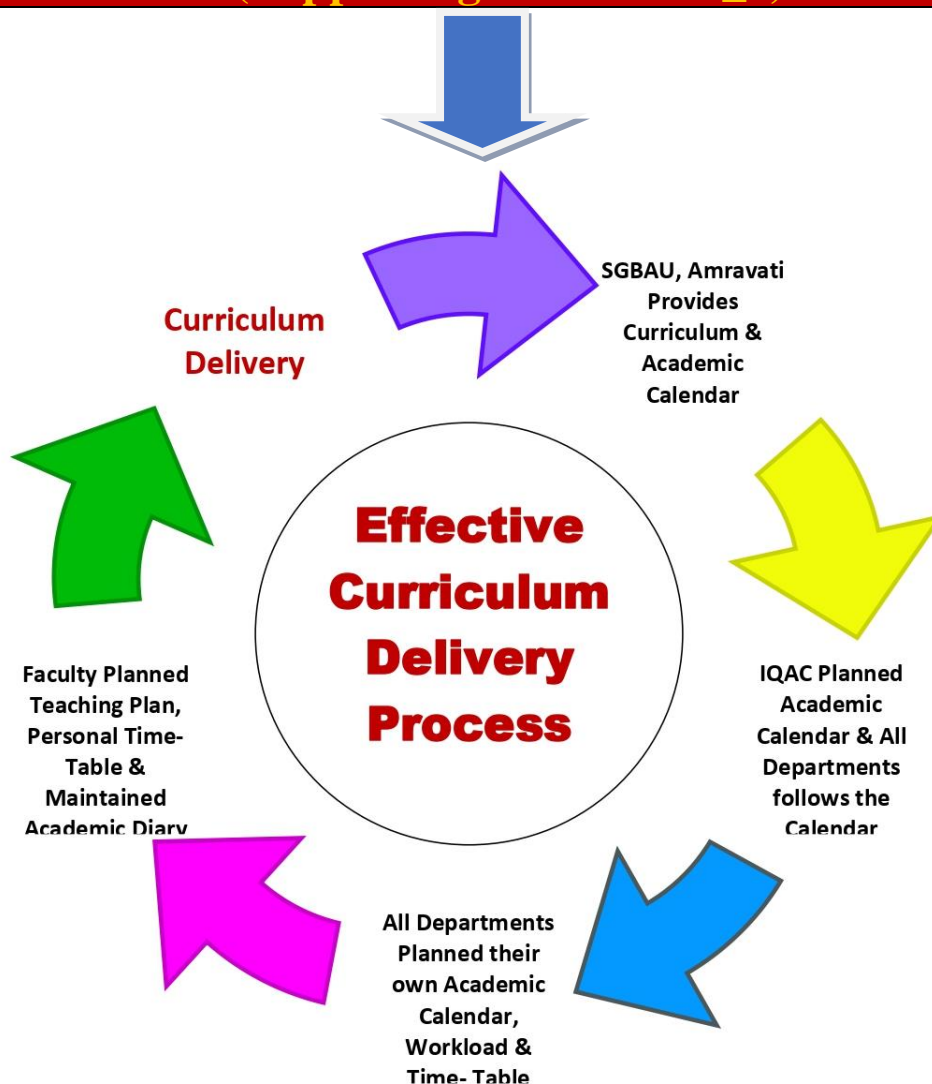 SGBAU, Amravati
Provides
Curriculum &
Academic
Calendar
IQAC Planned
Academic
Calendar & All
Departments
follows the
Calendar
All Departments
Planned their
own Academic
Calendar,
Workload &
Time- Table
Faculty Planned
Teaching Plan,
Personal Time-
Table &
Maintained
Academic Diary
Curriculum
Delivery
Effective
Curriculum
Delivery
Process